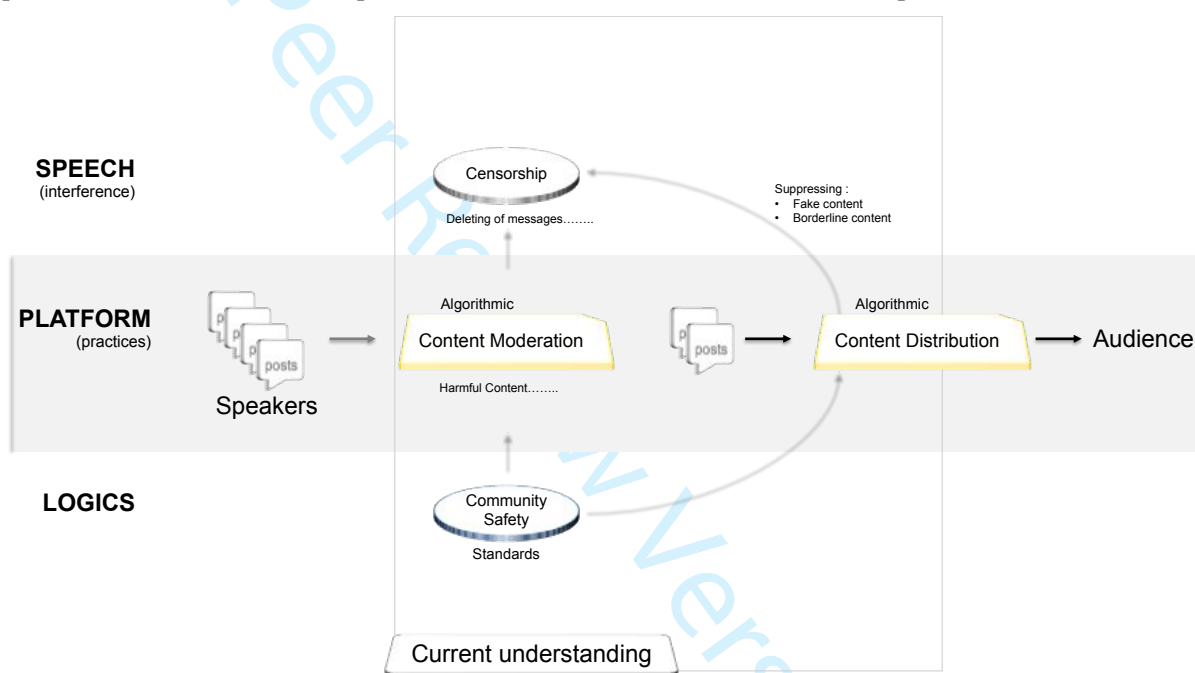 SPEECH
(interference)
Censorship
Deleting of messages……..
Suppressing :
• Fake content
• Borderline content
PLATFORM
(practices)
p
p
p
posts
Speakers
Algorithmic
Content Moderation
Harmful Content……..
p
posts
Algorithmic
Content Distribution
Audience
LOGICS
Community
Safety
Standards
Current understanding